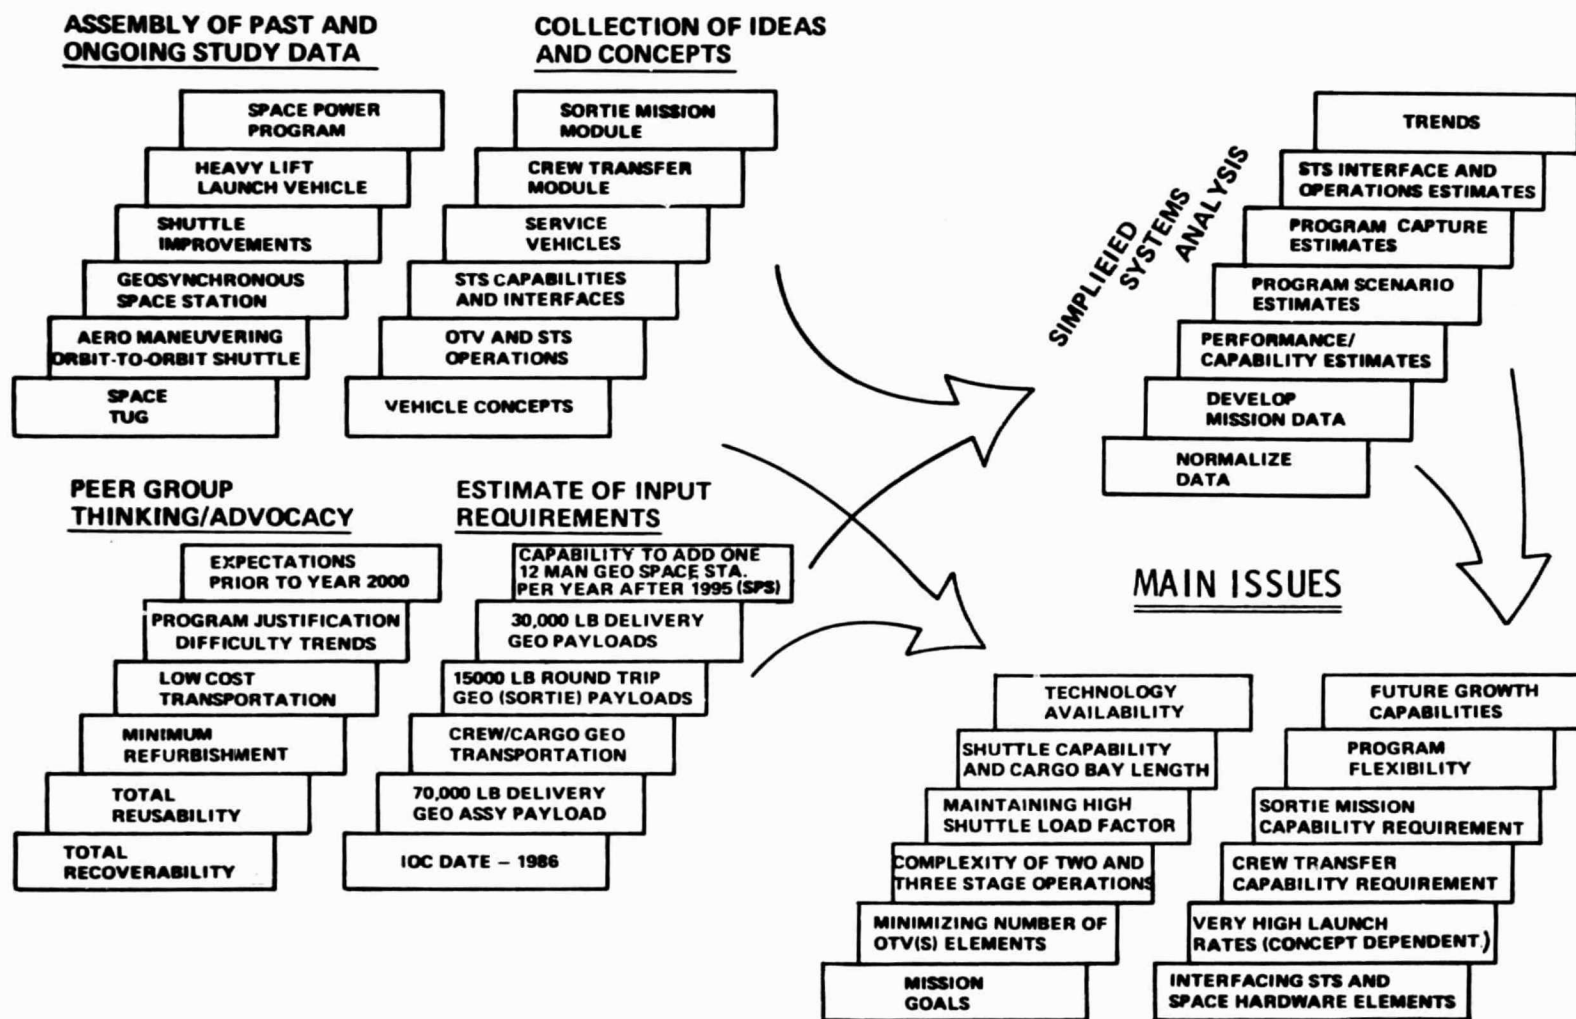 ASSEMBLY OF PAST AND
ONGOING STUDY DATA
SPACE POWER
PROGRAM
HEAVY LIFT
LAUNCH VEHICLE
SHUTTLE
IMPROVEMENTS
GEOSYNCHRONOUS
SPACE STATION
AERO MANEUVERING
ORBIT-TO-ORBIT SHUTTLE
SPACE
TUG
COLLECTION OF IDEAS
AND CONCEPTS
SORTIE MISSION
MODULE
CREW TRANSFER
MODULE
SERVICE
VEHICLES
STS CAPABILITIES
AND INTERFACES
OTV AND STS
OPERATIONS
VEHICLE CONCEPTS
PEER GROUP
THINKING/ADVOCACY
EXPECTATIONS
PRIOR TO YEAR 2000
PROGRAM JUSTIFICATION
DIFFICULTY TRENDS
LOW COST
TRANSPORTATION
MINIMUM
REFURBISHMENT
TOTAL
REUSABILITY
TOTAL
RECOVERABILITY
ESTIMATE OF INPUT
REQUIREMENTS
CAPABILITY TO ADD ONE
12 MAN GEO SPACE STA.
PER YEAR AFTER 1995 (SPS)
30,000 LB DELIVERY
GEO PAYLOADS
15000 LB ROUND TRIP
GEO (SORTIE) PAYLOADS
CREW/CARGO GEO
TRANSPORTATION
70,000 LB DELIVERY
GEO ASSY PAYLOAD
IOC DATE – 1986
SIMPLIEIED
SYSTEMS
ANALYSIS
TRENDS
STS INTERFACE AND
OPERATIONS ESTIMATES
PROGRAM CAPTURE
ESTIMATES
PROGRAM SCENARIO
ESTIMATES
PERFORMANCE/
CAPABILITY ESTIMATES
DEVELOP
MISSION DATA
NORMALIZE
DATA
MAIN ISSUES
TECHNOLOGY
AVAILABILITY
SHUTTLE CAPABILITY
AND CARGO BAY LENGTH
MAINTAINING HIGH
SHUTTLE LOAD FACTOR
COMPLEXITY OF TWO AND
THREE STAGE OPERATIONS
MINIMIZING NUMBER OF
OTV(S) ELEMENTS
MISSION
GOALS
FUTURE GROWTH
CAPABILITIES
PROGRAM
FLEXIBILITY
SORTIE MISSION
CAPABILITY REQUIREMENT
CREW TRANSFER
CAPABILITY REQUIREMENT
VERY HIGH LAUNCH
RATES (CONCEPT DEPENDENT.)
INTERFACING STS AND
SPACE HARDWARE ELEMENTS